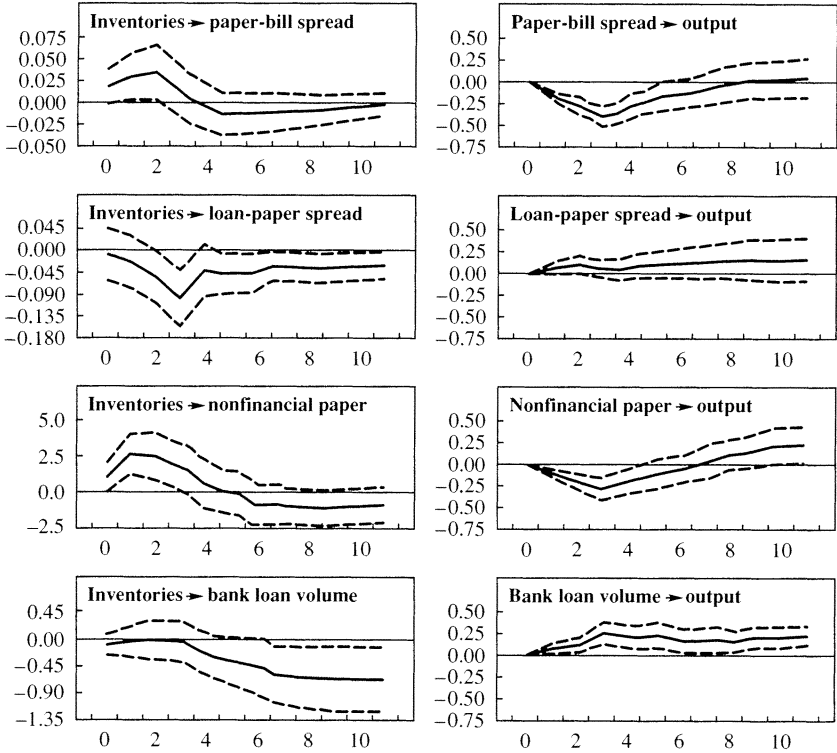 Inventories → paper-bill spread
0.075
0.050
0.025
0.000
−0.025
−0.050
0 2 4 6 8 10
Paper-bill spread → output
0.50
0.25
0.00
−0.25
−0.50
−0.75
0 2 4 6 8 10
Inventories → loan-paper spread
0.045
0.000
−0.045
−0.090
−0.135
−0.180
0 2 4 6 8 10
Loan-paper spread → output
0.50
0.25
0.00
−0.25
−0.50
−0.75
0 2 4 6 8 10
Inventories → nonfinancial paper
5.0
2.5
0.0
−2.5
0 2 4 6 8 10
Nonfinancial paper → output
0.50
0.25
0.00
−0.25
−0.50
−0.75
0 2 4 6 8 10
Inventories → bank loan volume
0.45
0.00
−0.45
−0.90
−1.35
0 2 4 6 8 10
Bank loan volume → output
0.50
0.25
0.00
−0.25
−0.50
−0.75
0 2 4 6 8 10